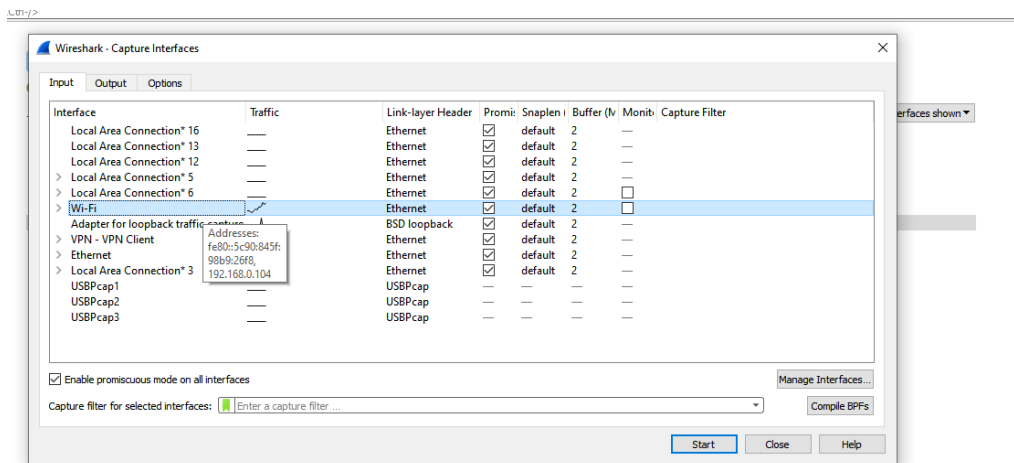 Wireshark · Capture Interfaces
Input Output Options
Interface Traffic Link-layer Header Promi: Snaplen ( Buffer (M Monit Capture Filter
erfaces shown
Local Area Connection* 16 Ethernet default 2 —
Local Area Connection* 13 Ethernet default 2 —
Local Area Connection* 12 Ethernet default 2 —
Local Area Connection* 5 Ethernet default 2 —
Local Area Connection* 6 Ethernet default 2
Wi-Fi Ethernet default 2
Adapter for loopback traffic capture BSD loopback default 2 —
VPN - VPN Client Ethernet default 2 —
Ethernet Ethernet default 2 —
Local Area Connection* 3 Ethernet default 2 —
USBPcap1 USBPcap — — — —
USBPcap2 USBPcap — — — —
USBPcap3 USBPcap — — — —
Addresses:
fe80::5c90:845f:
98b9:26f8,
192.168.0.104
Enable promiscuous mode on all interfaces
Manage Interfaces...
Capture filter for selected interfaces: Enter a capture filter ...
Compile BPFs
Start Close Help